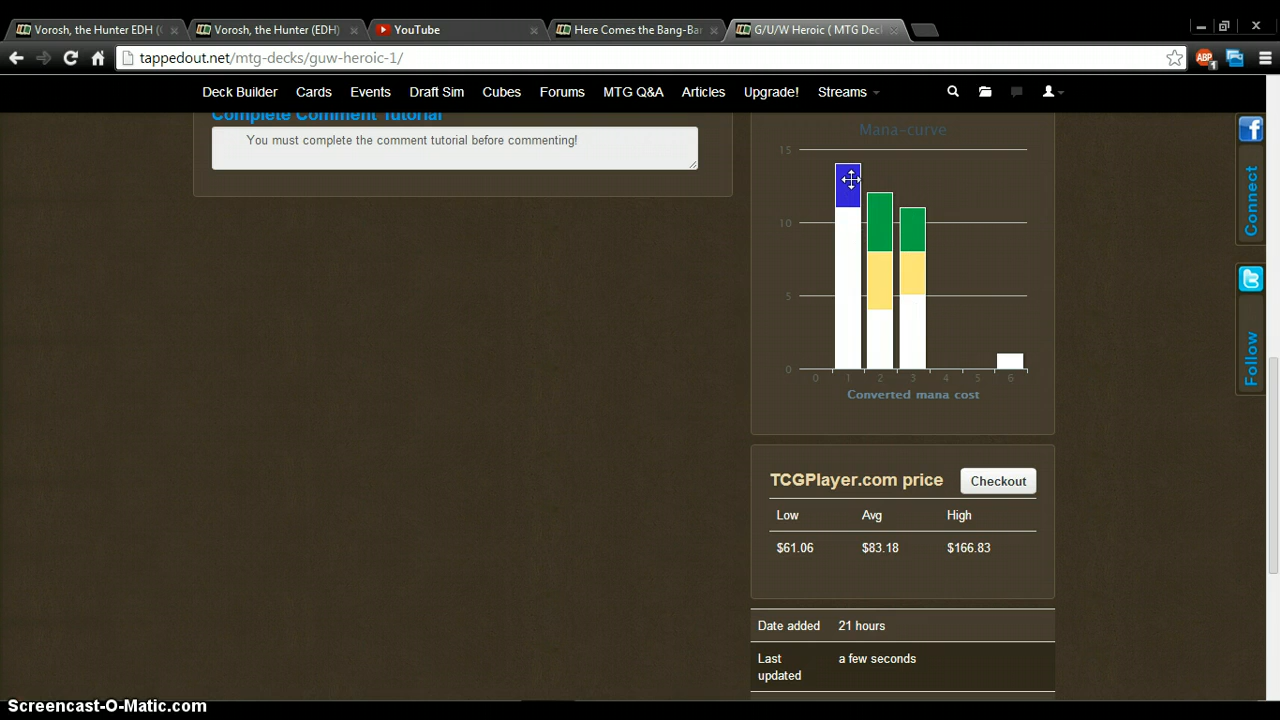 Vorosh, the Hunter EDH (
Vorosh, the Hunter (EDH)
YouTube
Here Comes the Bang-Bar
G/U/W Heroic ( MTG Deck
tappedout.net/mtg-decks/guw-heroic-1/
ABP
1
Deck Builder
Cards
Events
Draft Sim
Cubes
Forums
MTG Q&A
Articles
Upgrade!
Streams
Complete Comment Tutorial
You must complete the comment tutorial before commenting!
Mana-curve
15
10
5
0
0 1 2 3 4 5 6
Converted mana cost
TCGPlayer.com price
Checkout
Low Avg High
$61.06 $83.18 $166.83
Date added 21 hours
Last updated a few seconds
f
Connect
Follow
Screencast-O-Matic.com